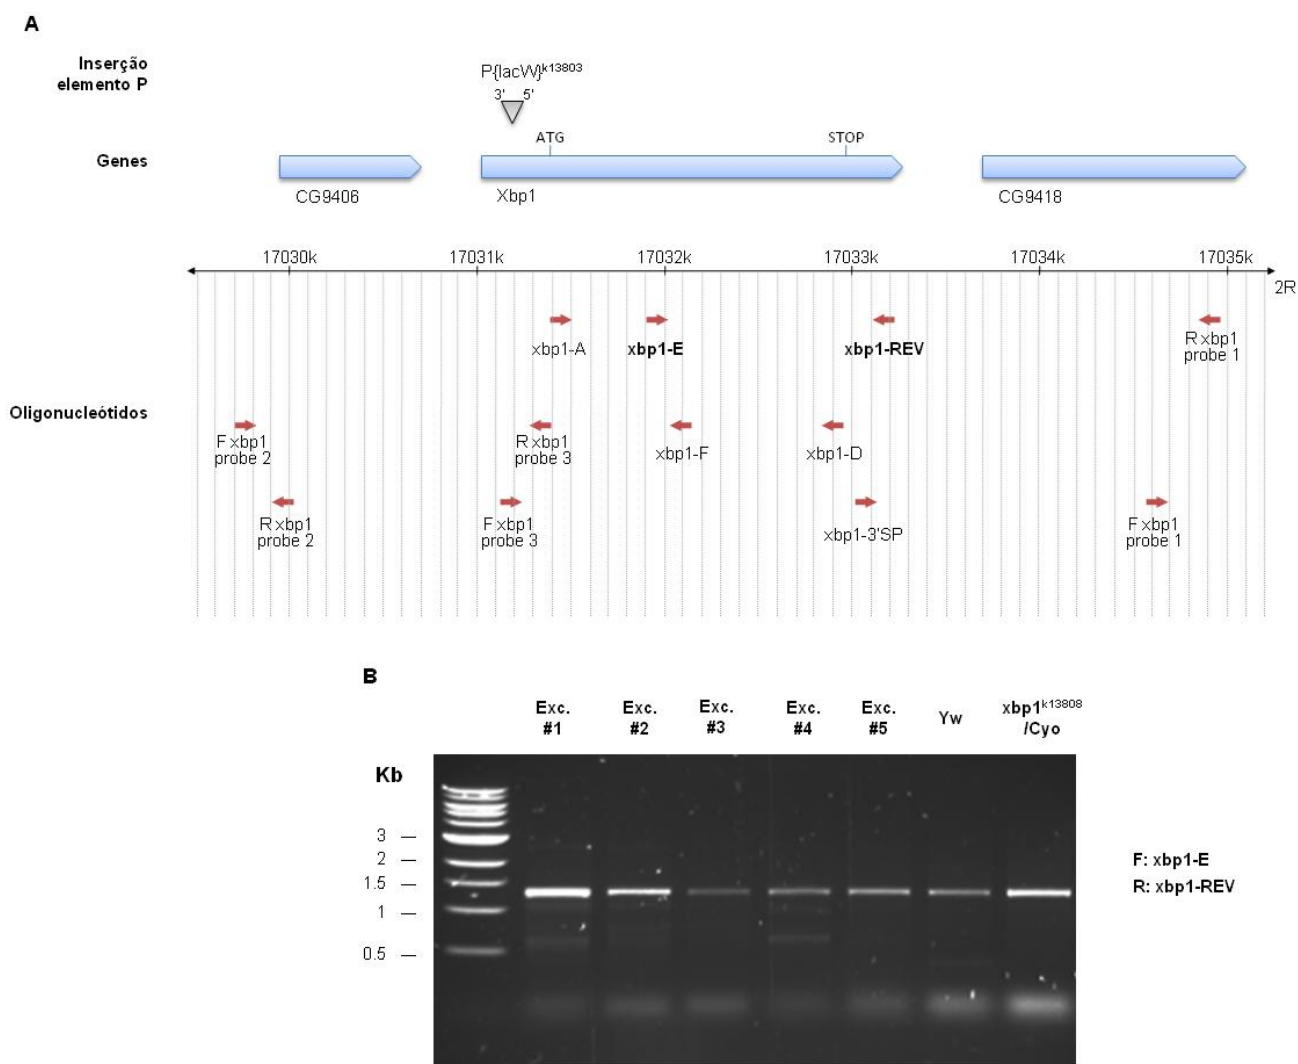 A
Inserção
elemento P
P{lacW}k13803
3' 5'
ATG
STOP
Genes
CG9406
Xbp1
CG9418
17030k 17031k 17032k 17033k 17034k 17035k
2R
xbp1-A
xbp1-E
xbp1-REV
R xbp1
probe 1
Oligonucleótidos
F xbp1
probe 2
R xbp1
probe 3
xbp1-F
xbp1-D
R xbp1
probe 2
F xbp1
probe 3
xbp1-3'SP
F xbp1
probe 1
B
Exc.
#1
Exc.
#2
Exc.
#3
Exc.
#4
Exc.
#5
Yw
xbp1k13808
/Cyo
Kb
3
2
1.5
1
0.5
F: xbp1-E
R: xbp1-REV